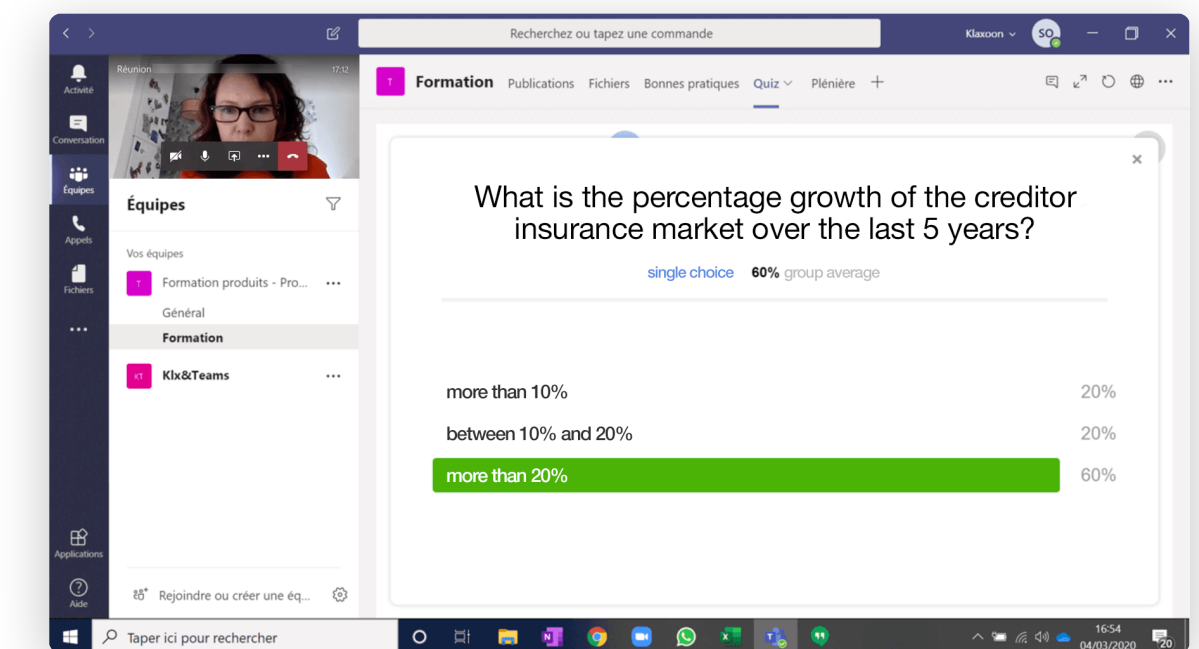 Recherchez ou tapez une commande
Klaxoon
SO
Activité
Conversation
Équipes
Appels
Fichiers
Applications
Aide
Réunion
17:12
Équipes
Vos équipes
T
Formation produits - Pro...
Général
Formation
KT
Klx&Teams
Rejoindre ou créer une éq...
T
Formation
Publications
Fichiers
Bonnes pratiques
Quiz
Plénière
What is the percentage growth of the creditor
insurance market over the last 5 years?
single choice
60% group average
more than 10%
20%
between 10% and 20%
20%
more than 20%
60%
Taper ici pour rechercher
16:54
04/03/2020
20